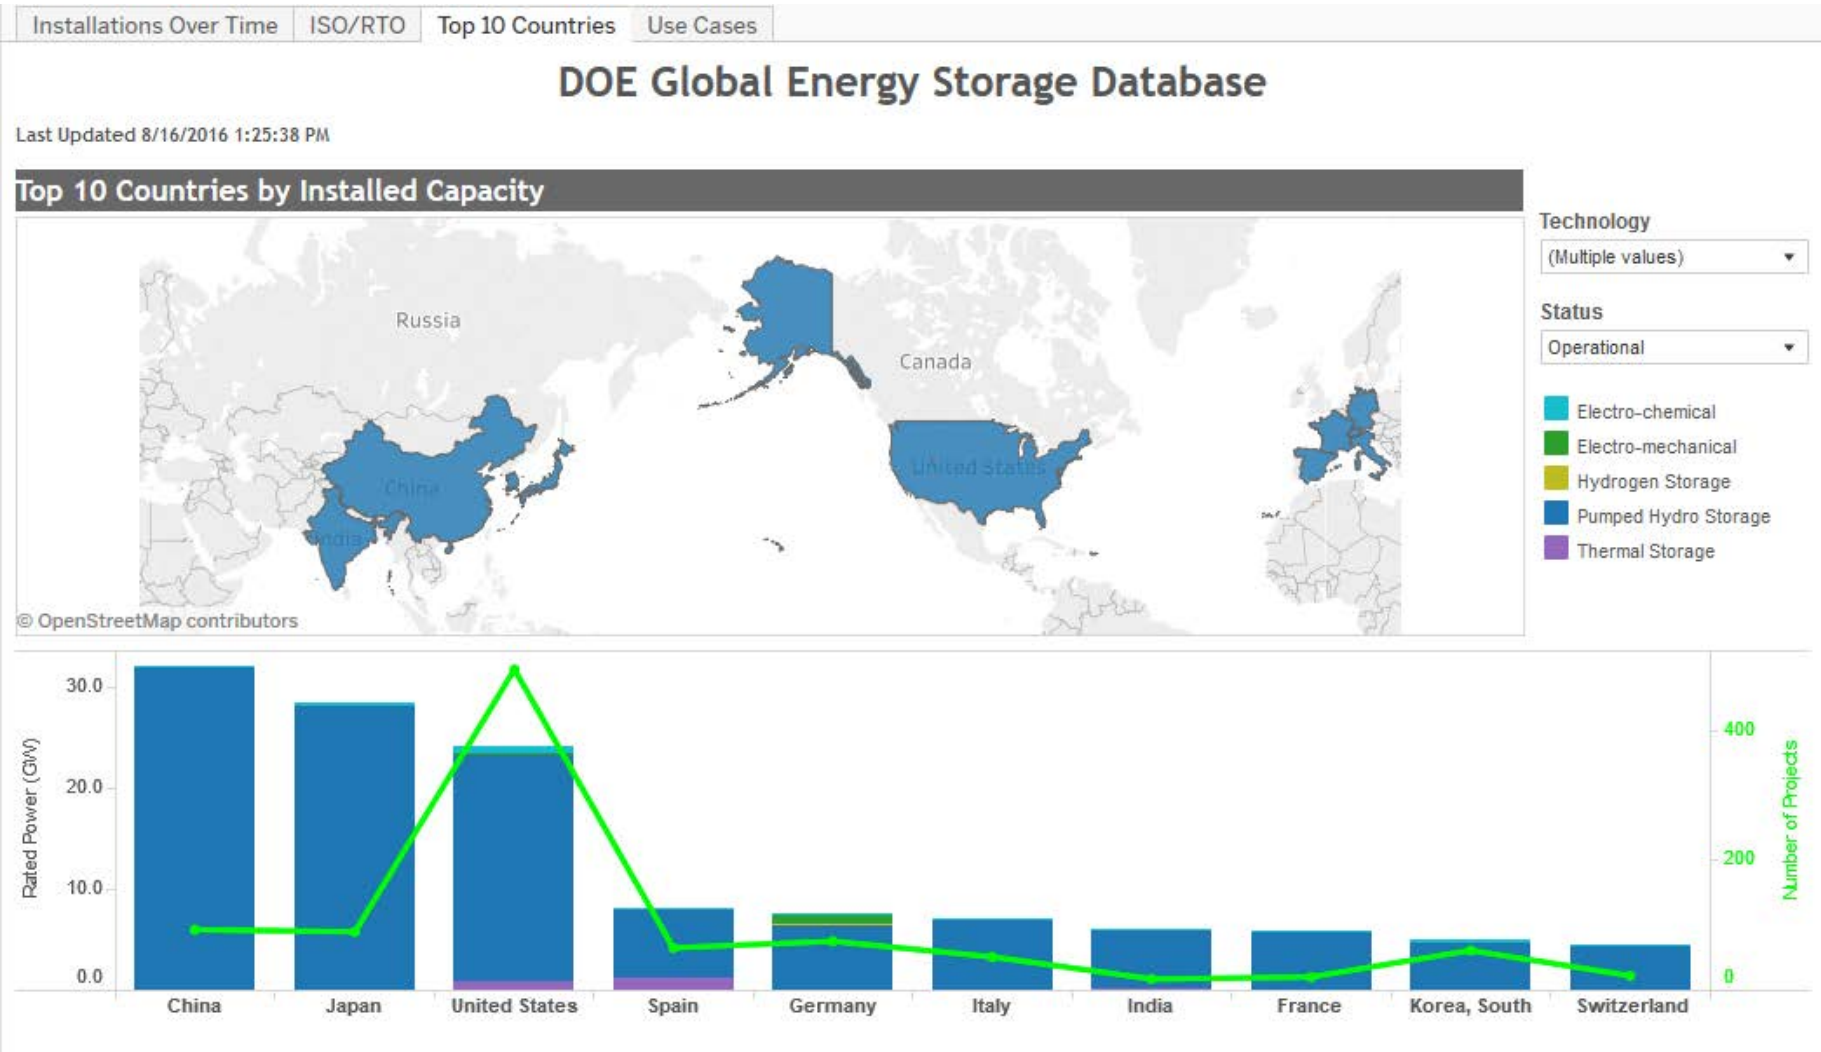 Installations Over Time ISO/RTO Top 10 Countries Use Cases
DOE Global Energy Storage Database
Last Updated 8/16/2016 1:25:38 PM
Top 10 Countries by Installed Capacity
Technology
(Multiple values)
Status
Operational
Electro-chemical
Electro-mechanical
Hydrogen Storage
Pumped Hydro Storage
Thermal Storage
Russia
Canada
United States
China
India
© OpenStreetMap contributors
Rated Power (GW)
30.0
20.0
10.0
0.0
400
200
0
Number of Projects
China Japan United States Spain Germany Italy India France Korea, South Switzerland